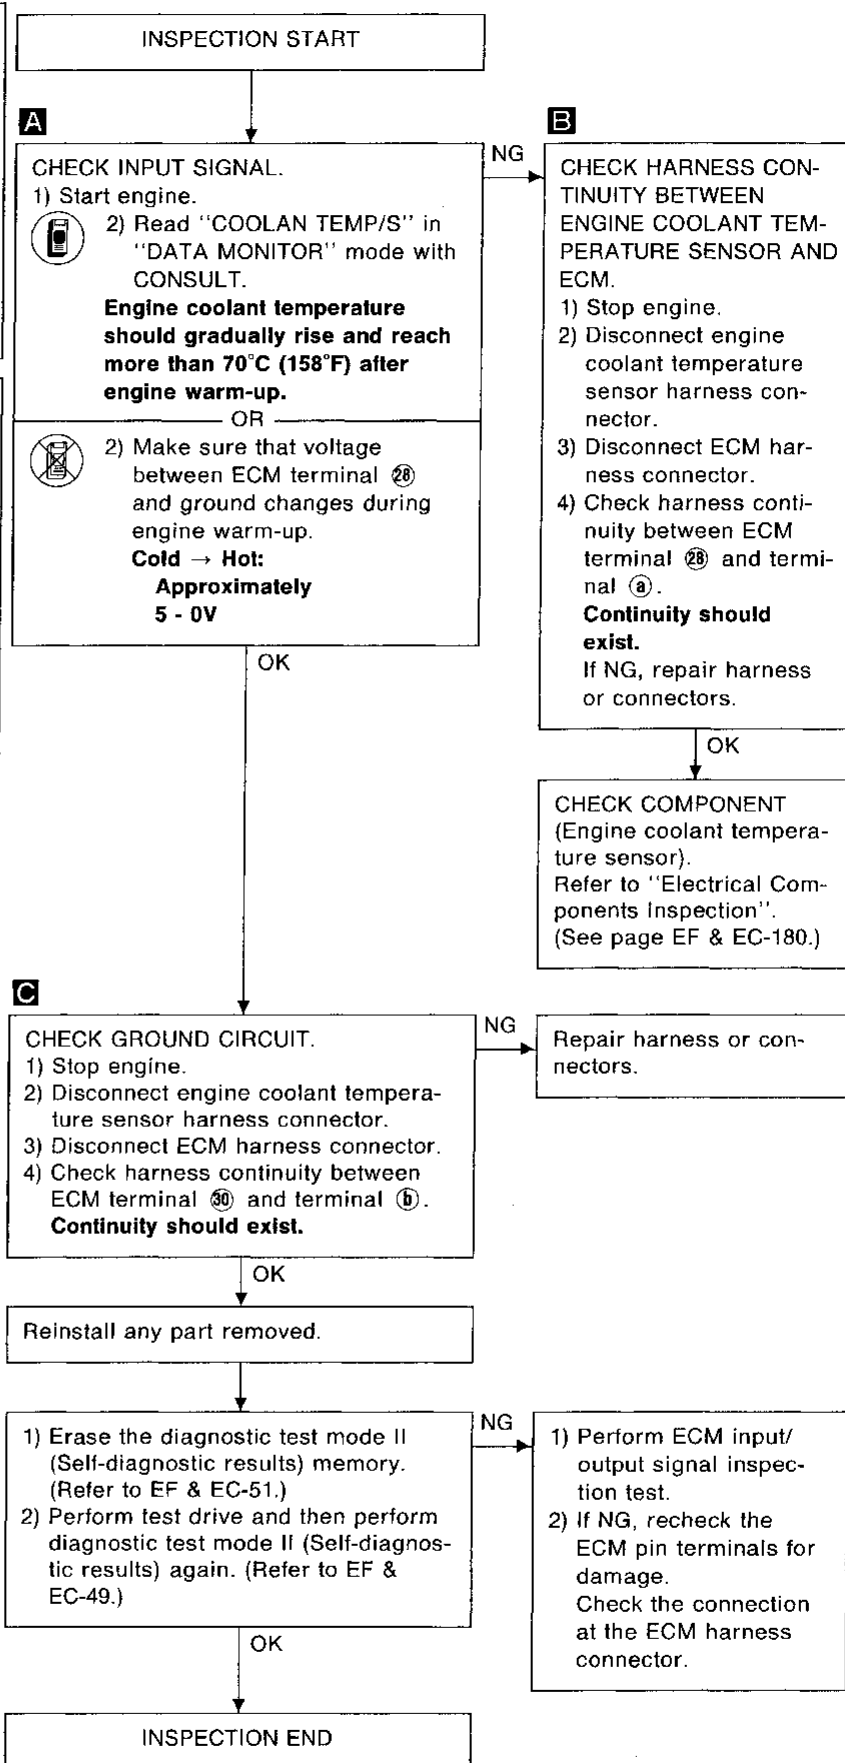 INSPECTION START
A
CHECK INPUT SIGNAL.
1) Start engine.
2) Read "COOLAN TEMP/S" in
"DATA MONITOR" mode with
CONSULT.
Engine coolant temperature
should gradually rise and reach
more than 70°C (158°F) after
engine warm-up.
OR
2) Make sure that voltage
between ECM terminal 28
and ground changes during
engine warm-up.
Cold → Hot:
Approximately
5 - 0V
NG
OK
B
CHECK HARNESS CON-
TINUITY BETWEEN
ENGINE COOLANT TEM-
PERATURE SENSOR AND
ECM.
1) Stop engine.
2) Disconnect engine
coolant temperature
sensor harness con-
nector.
3) Disconnect ECM har-
ness connector.
4) Check harness conti-
nuity between ECM
terminal 28 and termi-
nal a.
Continuity should
exist.
If NG, repair harness
or connectors.
OK
CHECK COMPONENT
(Engine coolant tempera-
ture sensor).
Refer to "Electrical Com-
ponents Inspection".
(See page EF & EC-180.)
C
CHECK GROUND CIRCUIT.
1) Stop engine.
2) Disconnect engine coolant tempera-
ture sensor harness connector.
3) Disconnect ECM harness connector.
4) Check harness continuity between
ECM terminal 30 and terminal b.
Continuity should exist.
NG
Repair harness or con-
nectors.
OK
Reinstall any part removed.
1) Erase the diagnostic test mode II
(Self-diagnostic results) memory.
(Refer to EF & EC-51.)
2) Perform test drive and then perform
diagnostic test mode II (Self-diagnos-
tic results) again. (Refer to EF &
EC-49.)
NG
1) Perform ECM input/
output signal inspec-
tion test.
2) If NG, recheck the
ECM pin terminals for
damage.
Check the connection
at the ECM harness
connector.
OK
INSPECTION END